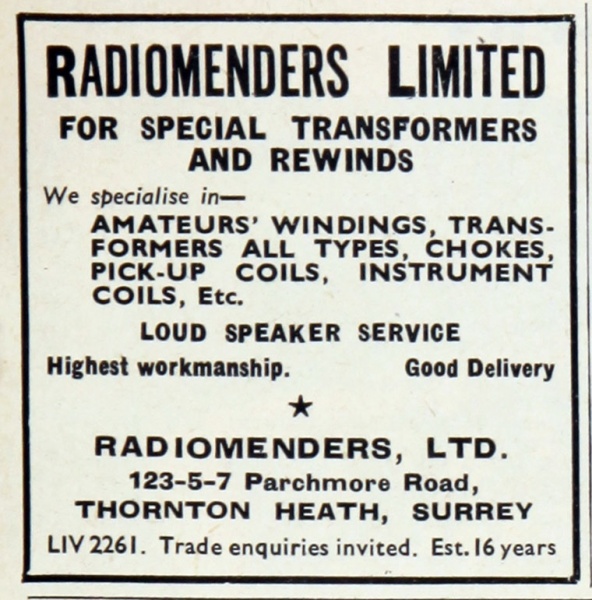 RADIOMENDERS LIMITED
FOR SPECIAL TRANSFORMERS
AND REWINDS
We specialise in—
AMATEURS' WINDINGS, TRANS-
FORMERS ALL TYPES, CHOKES,
PICK-UP COILS, INSTRUMENT
COILS, Etc.
LOUD SPEAKER SERVICE
Highest workmanship. Good Delivery
★
RADIOMENDERS, LTD.
123-5-7 Parchmore Road,
THORNTON HEATH, SURREY
LIV 2261. Trade enquiries invited. Est. 16 years